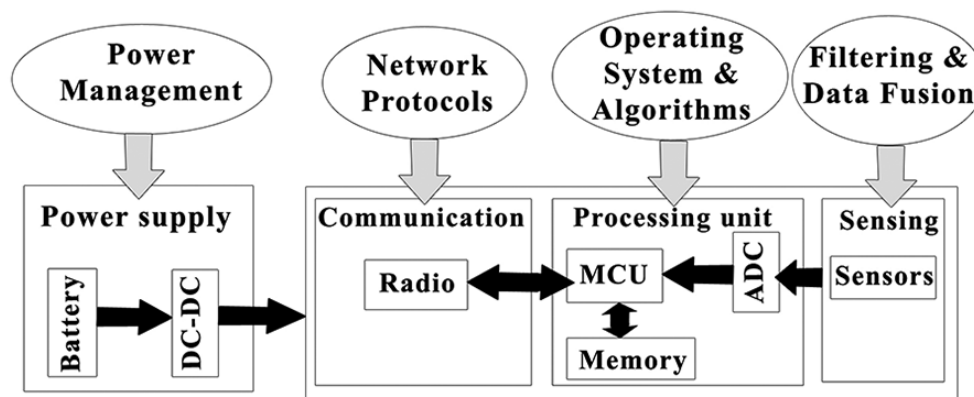 Power
Management
Network
Protocols
Operating
System &
Algorithms
Filtering &
Data Fusion
Power supply
Battery
DC-DC
Communication
Radio
Processing unit
MCU
ADC
Memory
Sensing
Sensors